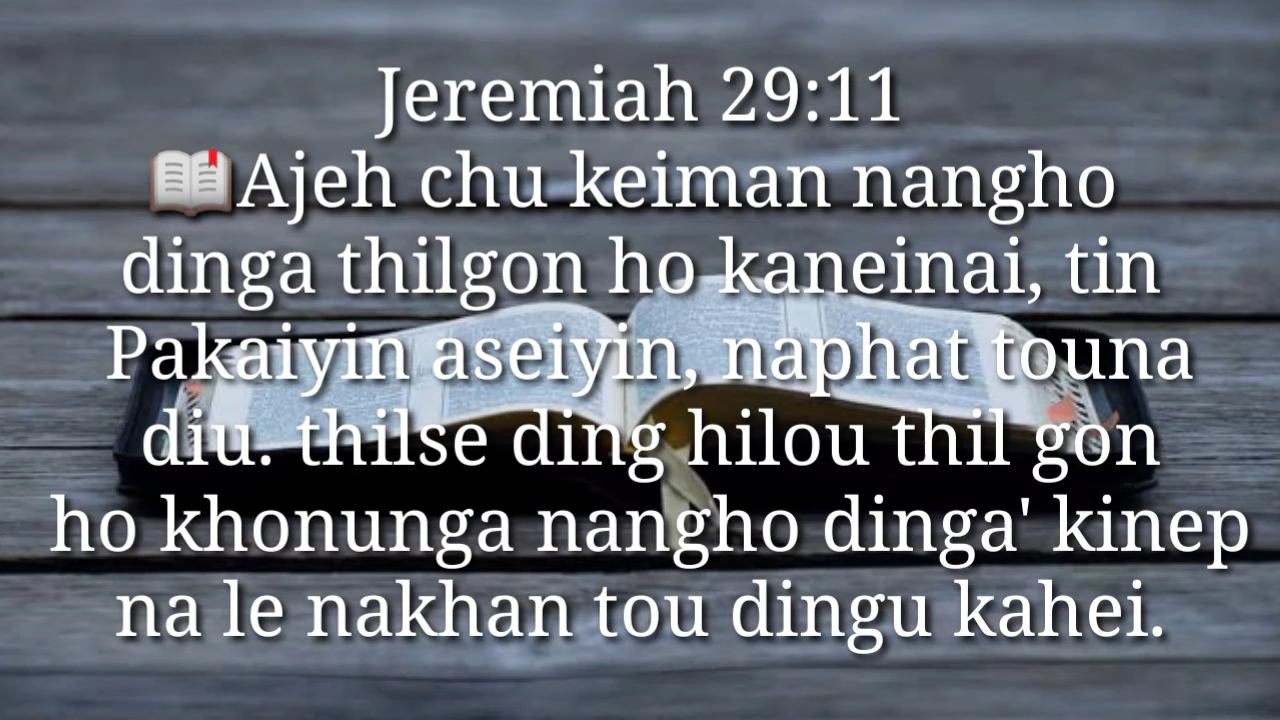 Jeremiah 29:11
📖Ajeh chu keiman nangho
dinga thilgon ho kaneinai, tin
Pakaiyin aseiyin, naphat touna
diu. thilse ding hilou thil gon
ho khonunga nangho dinga' kinep
na le nakhan tou dingu kahei.